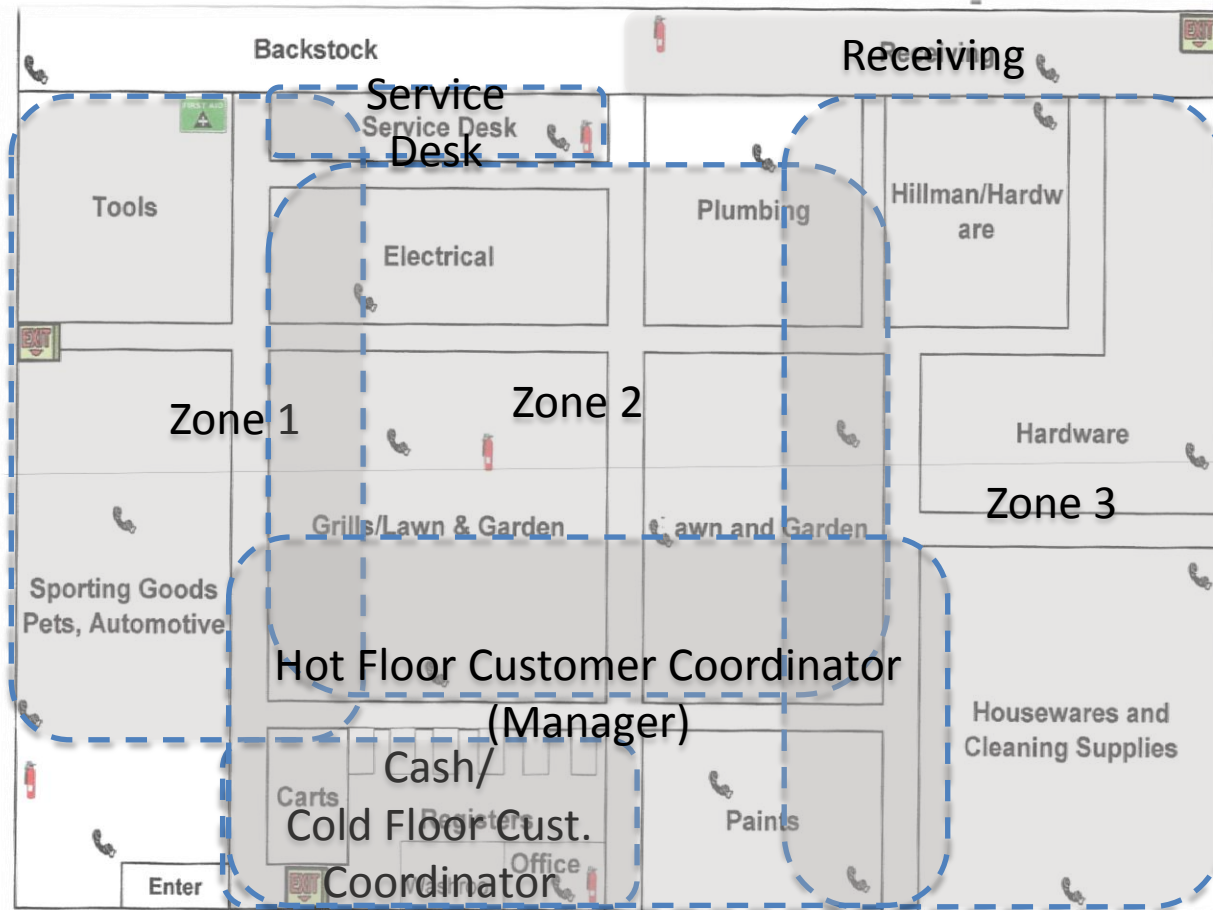 Backstock
Receiving
Receiving
EXIT
FIRST AID
Service
Desk
Service Desk
Tools
Electrical
Plumbing
Hillman/Hardw
are
EXIT
Zone 1
Zone 2
Hardware
Zone 3
Grills/Lawn & Garden
awn and Garden
Sporting Goods
Pets, Automotive
Hot Floor Customer Coordinator
(Manager)
Housewares and
Cleaning Supplies
Cash/
Cold Floor Cust.
Coordinator
Carts
Registers
Paints
Office
Enter
EXIT